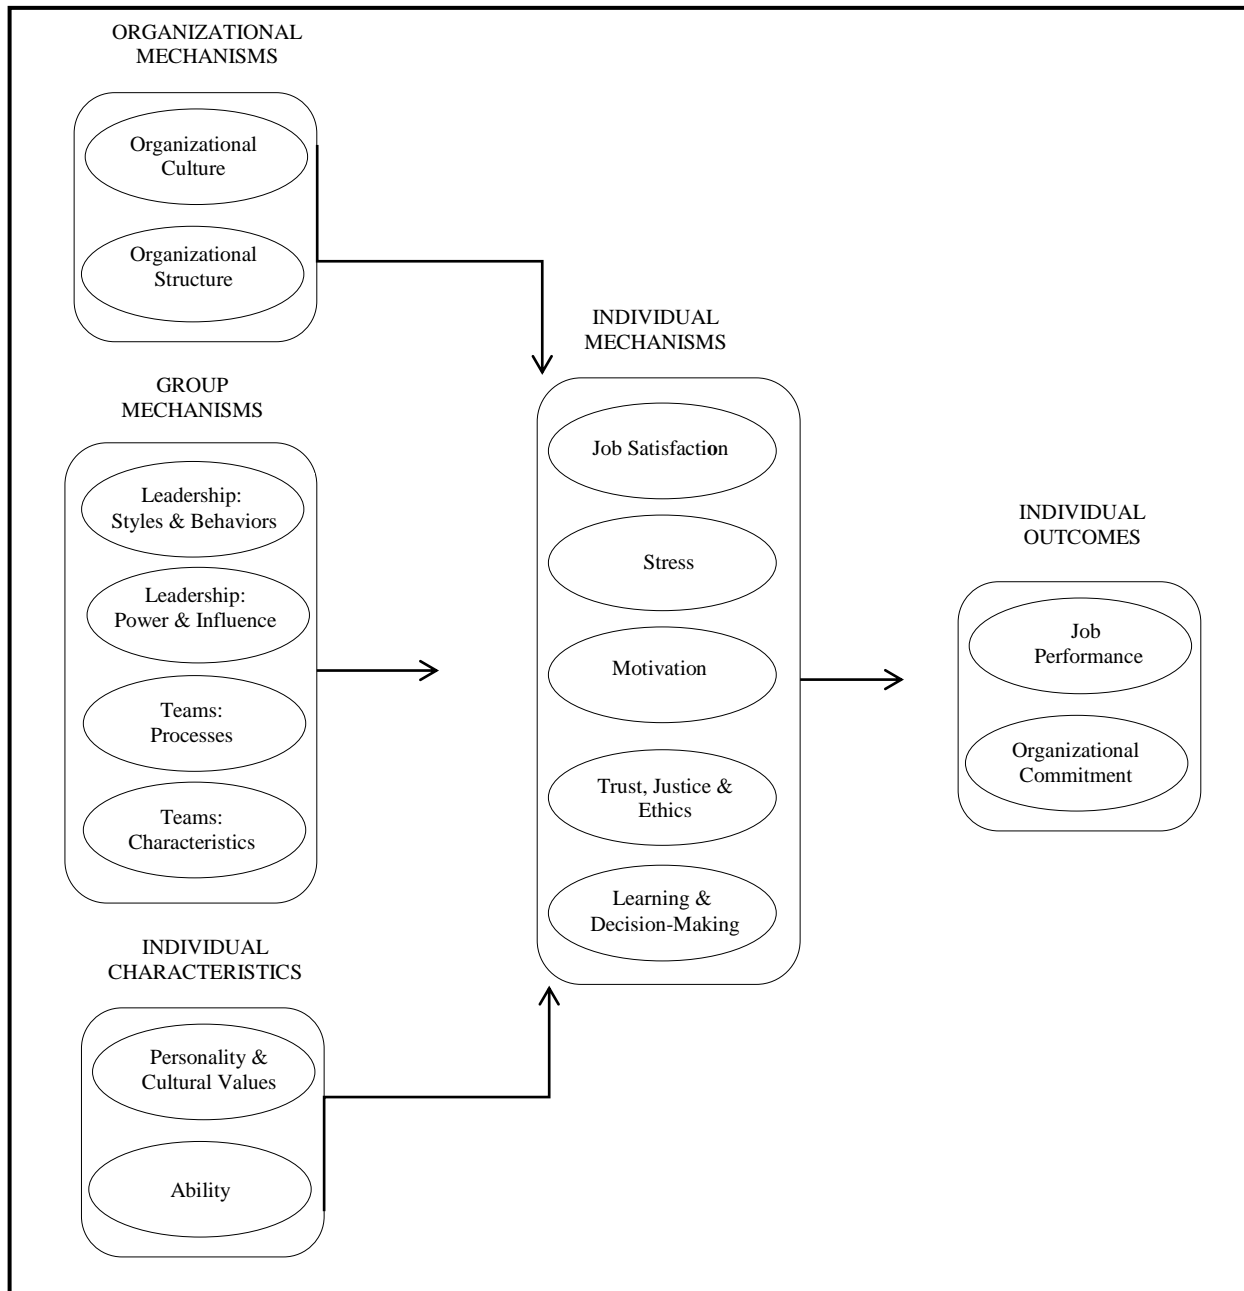 ORGANIZATIONAL
MECHANISMS
Organizational
Culture
Organizational
Structure
GROUP
MECHANISMS
Leadership:
Styles & Behaviors
Leadership:
Power & Influence
Teams:
Processes
Teams:
Characteristics
INDIVIDUAL
CHARACTERISTICS
Personality &
Cultural Values
Ability
INDIVIDUAL
MECHANISMS
Job Satisfaction
Stress
Motivation
Trust, Justice &
Ethics
Learning &
Decision-Making
INDIVIDUAL
OUTCOMES
Job
Performance
Organizational
Commitment